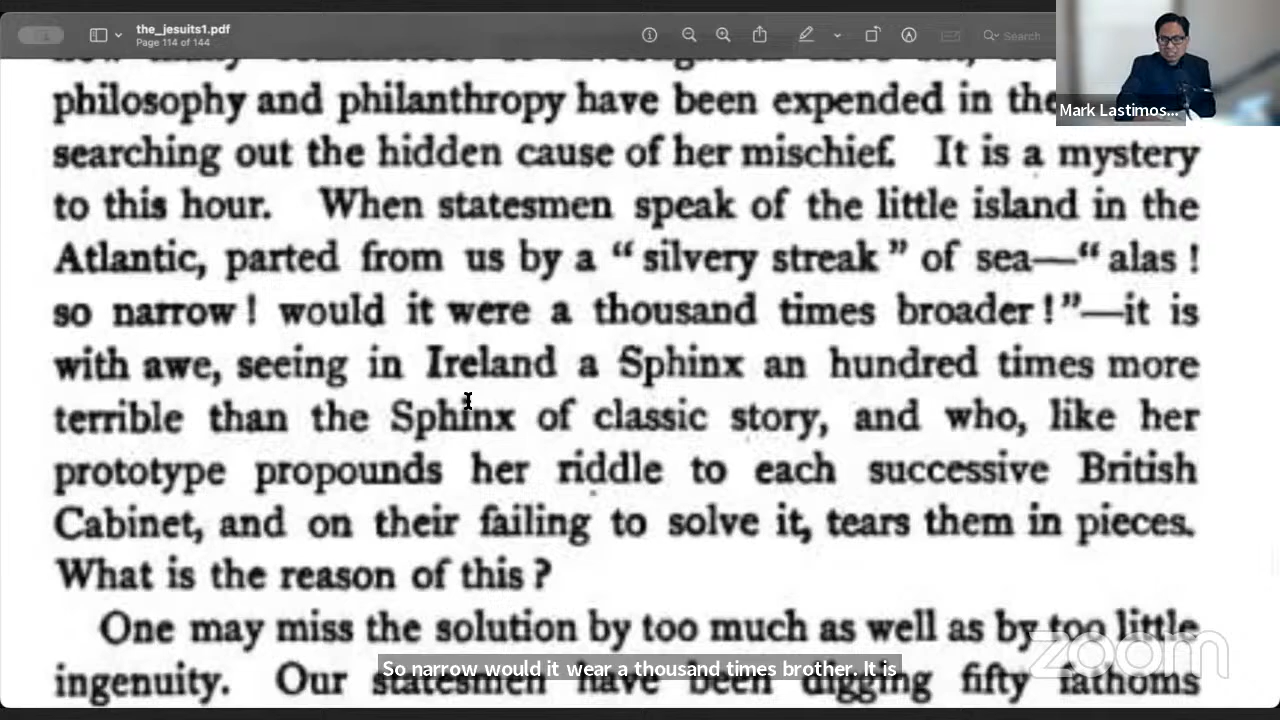 the_jesuits1.pdf
Page 114 of 144
Search
Mark Lastimos...
philosophy and philanthropy have been expended in the
searching out the hidden cause of her mischief. It is a mystery
to this hour. When statesmen speak of the little island in the
Atlantic, parted from us by a “ silvery streak ” of sea—“ alas !
so narrow ! would it were a thousand times broader ! ”—it is
with awe, seeing in Ireland a Sphinx an hundred times more
terrible than the Sphinx of classic story, and who, like her
prototype propounds her riddle to each successive British
Cabinet, and on their failing to solve it, tears them in pieces.
What is the reason of this ?
One may miss the solution by too much as well as by too little
ingenuity. Our statesmen have been digging fifty fathoms
So narrow would it wear a thousand times brother. It is
zoom